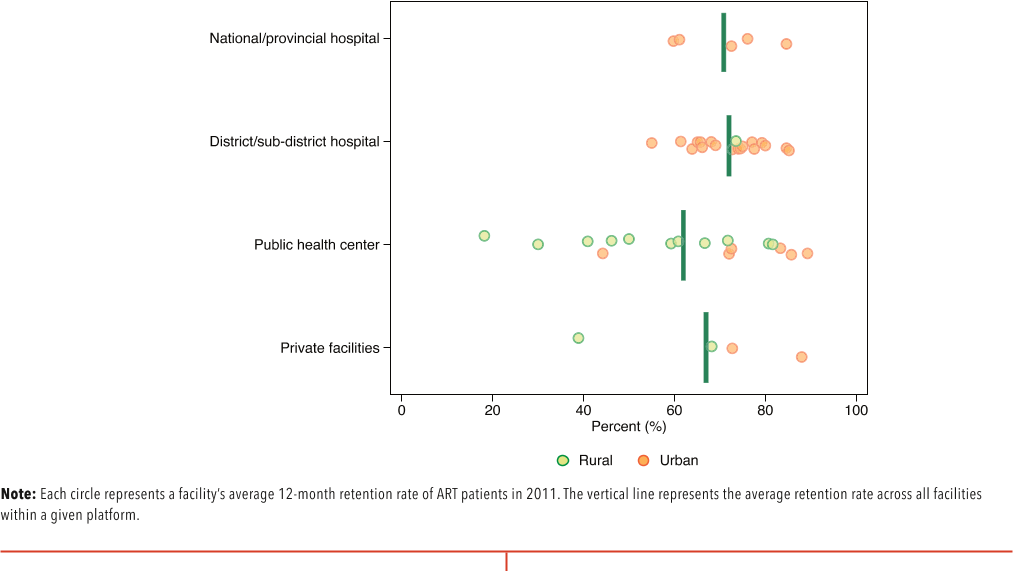 National/provincial hospital
District/sub-district hospital
Public health center
Private facilities
0 20 40 60 80 100
Percent (%)
Rural Urban
Note: Each circle represents a facility’s average 12-month retention rate of ART patients in 2011. The vertical line represents the average retention rate across all facilities
within a given platform.